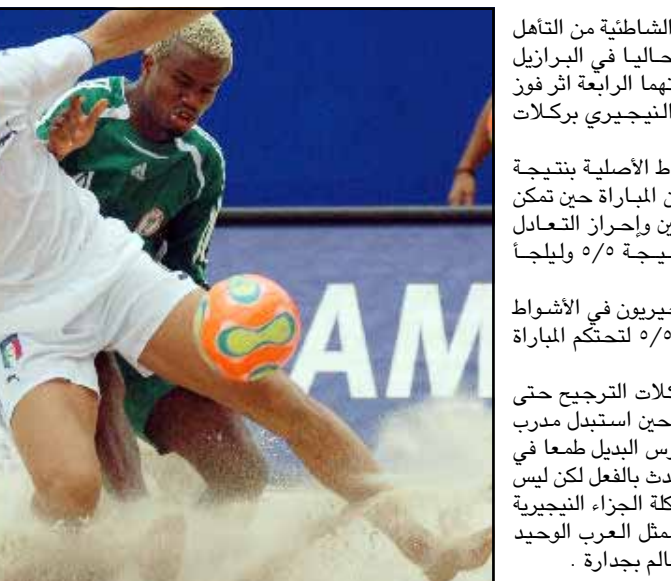 الشاطئية من التأهل
حاليا في البرازيل
تهما الرابعة اثر فوز
النيجيري بركلات
ط الأصلية بنتيجة
ن المباراة حين تمكن
ين وإحراز التعادل
يجة ٥/٥ وليلجأ
جيريون في الأشواط
٥/٥ لتحتكم المباراة
كلات الترجيح حتى
حين استبدل مدرب
رس البديل طمعا في
دث بالفعل لكن ليس
كلة الجزاء النيجيرية
مثل العرب الوحيد
الم بجدارة .
AM